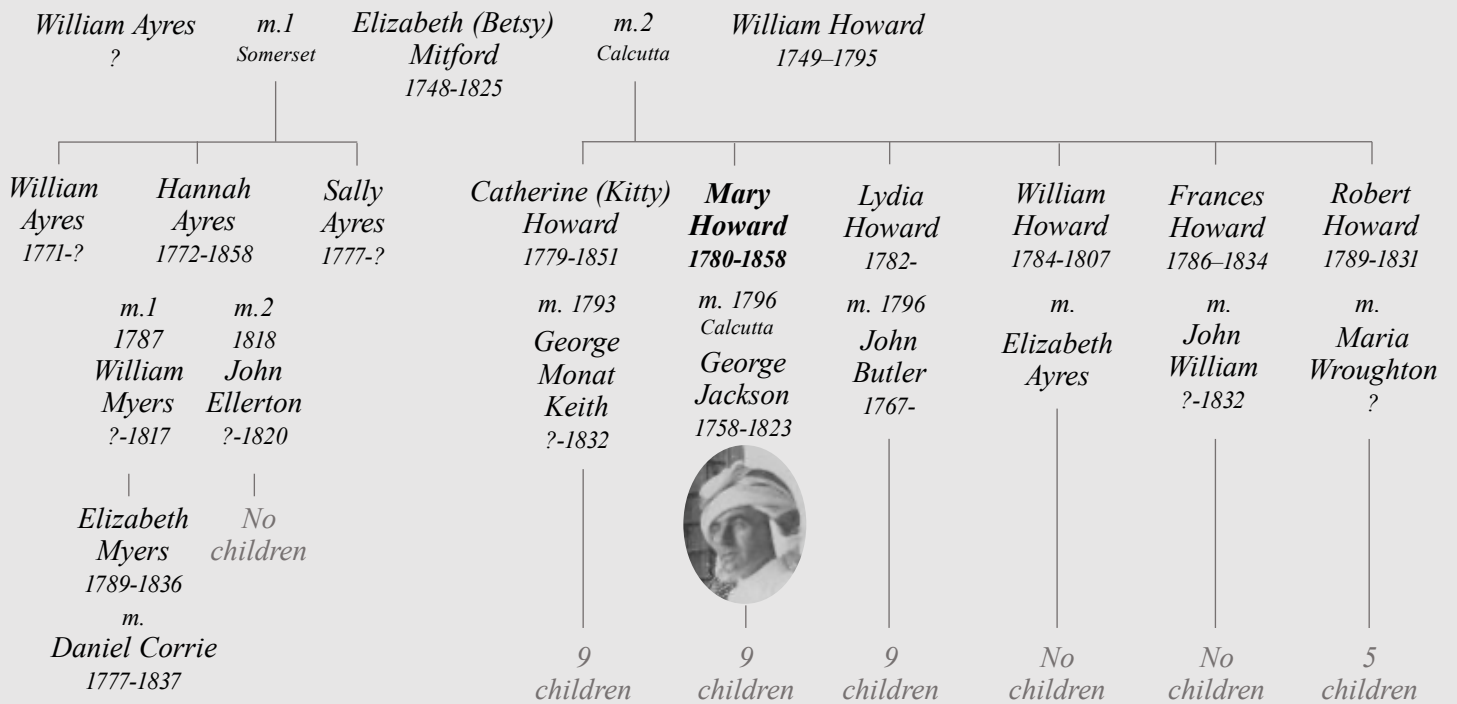 William Ayres
?
m.1
Somerset
Elizabeth (Betsy)
Mitford
1748-1825
m.2
Calcutta
William Howard
1749–1795
William
Ayres
1771-?
Hannah
Ayres
1772-1858
Sally
Ayres
1777-?
Catherine (Kitty)
Howard
1779-1851
Mary
Howard
1780-1858
Lydia
Howard
1782-
William
Howard
1784-1807
Frances
Howard
1786–1834
Robert
Howard
1789-1831
m.1
1787
William
Myers
?-1817
m.2
1818
John
Ellerton
?-1820
m. 1793
George
Monat
Keith
?-1832
m. 1796
Calcutta
George
Jackson
1758-1823
m. 1796
John
Butler
1767-
m.
Elizabeth
Ayres
m.
John
William
?-1832
m.
Maria
Wroughton
?
Elizabeth
Myers
1789-1836
m.
Daniel Corrie
1777-1837
No
children
9
children
9
children
9
children
No
children
No
children
5
children